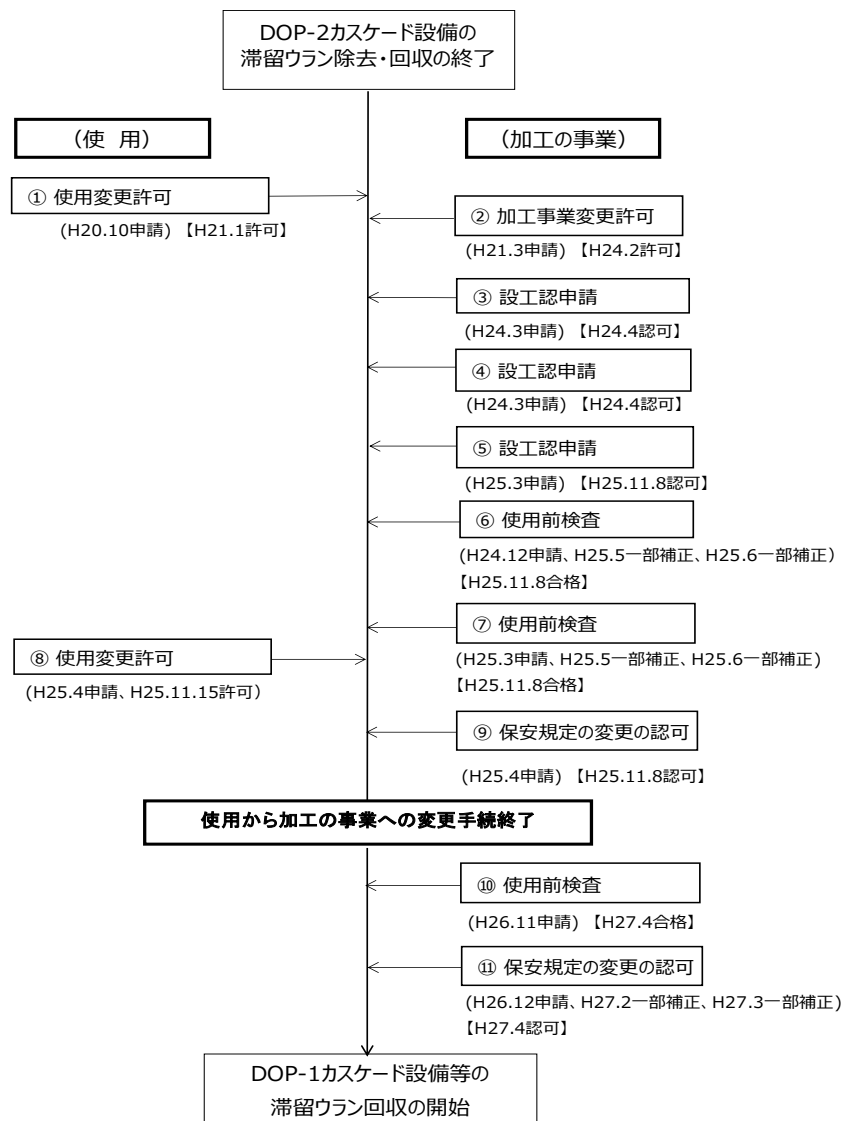 DOP-2カスケード設備の
滞留ウラン除去・回収の終了
(使 用)
(加工の事業)
① 使用変更許可
(H20.10申請) 【H21.1許可】
② 加工事業変更許可
(H21.3申請) 【H24.2許可】
③ 設工認申請
(H24.3申請) 【H24.4認可】
④ 設工認申請
(H24.3申請) 【H24.4認可】
⑤ 設工認申請
(H25.3申請) 【H25.11.8認可】
⑥ 使用前検査
(H24.12申請、H25.5一部補正、H25.6一部補正)
【H25.11.8合格】
⑦ 使用前検査
(H25.3申請、H25.5一部補正、H25.6一部補正)
【H25.11.8合格】
⑧ 使用変更許可
(H25.4申請、H25.11.15許可)
⑨ 保安規定の変更の認可
(H25.4申請) 【H25.11.8認可】
使用から加工の事業への変更手続終了
⑩ 使用前検査
(H26.11申請) 【H27.4合格】
⑪ 保安規定の変更の認可
(H26.12申請、H27.2一部補正、H27.3一部補正)
【H27.4認可】
DOP-1カスケード設備等の
滞留ウラン回収の開始